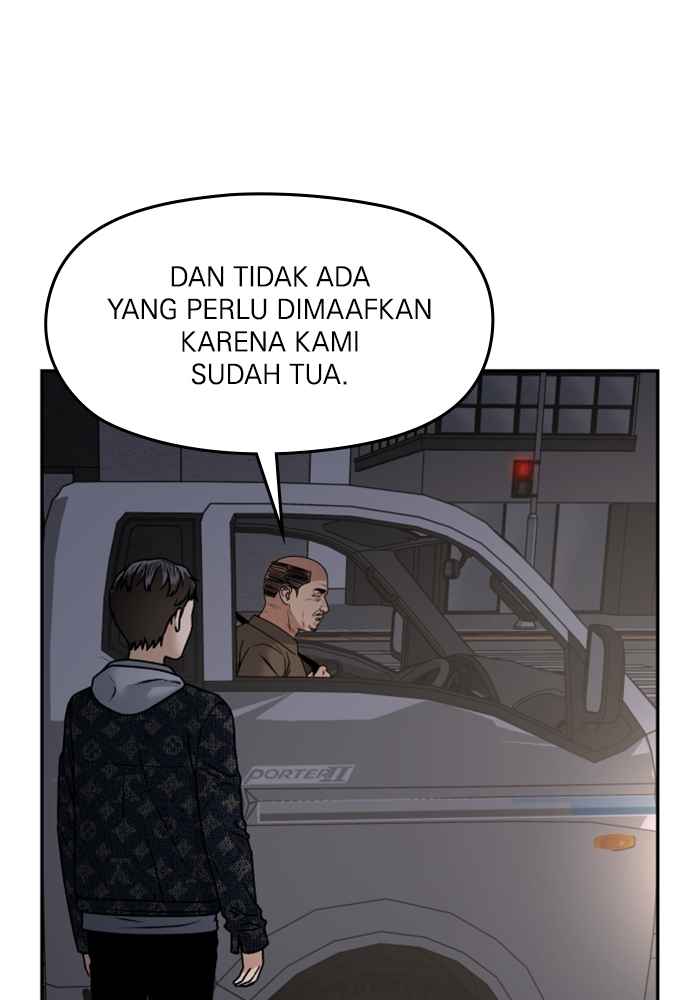 DAN TIDAK ADA
YANG PERLU DIMAAFKAN
KARENA KAMI
SUDAH TUA.
PORTER II